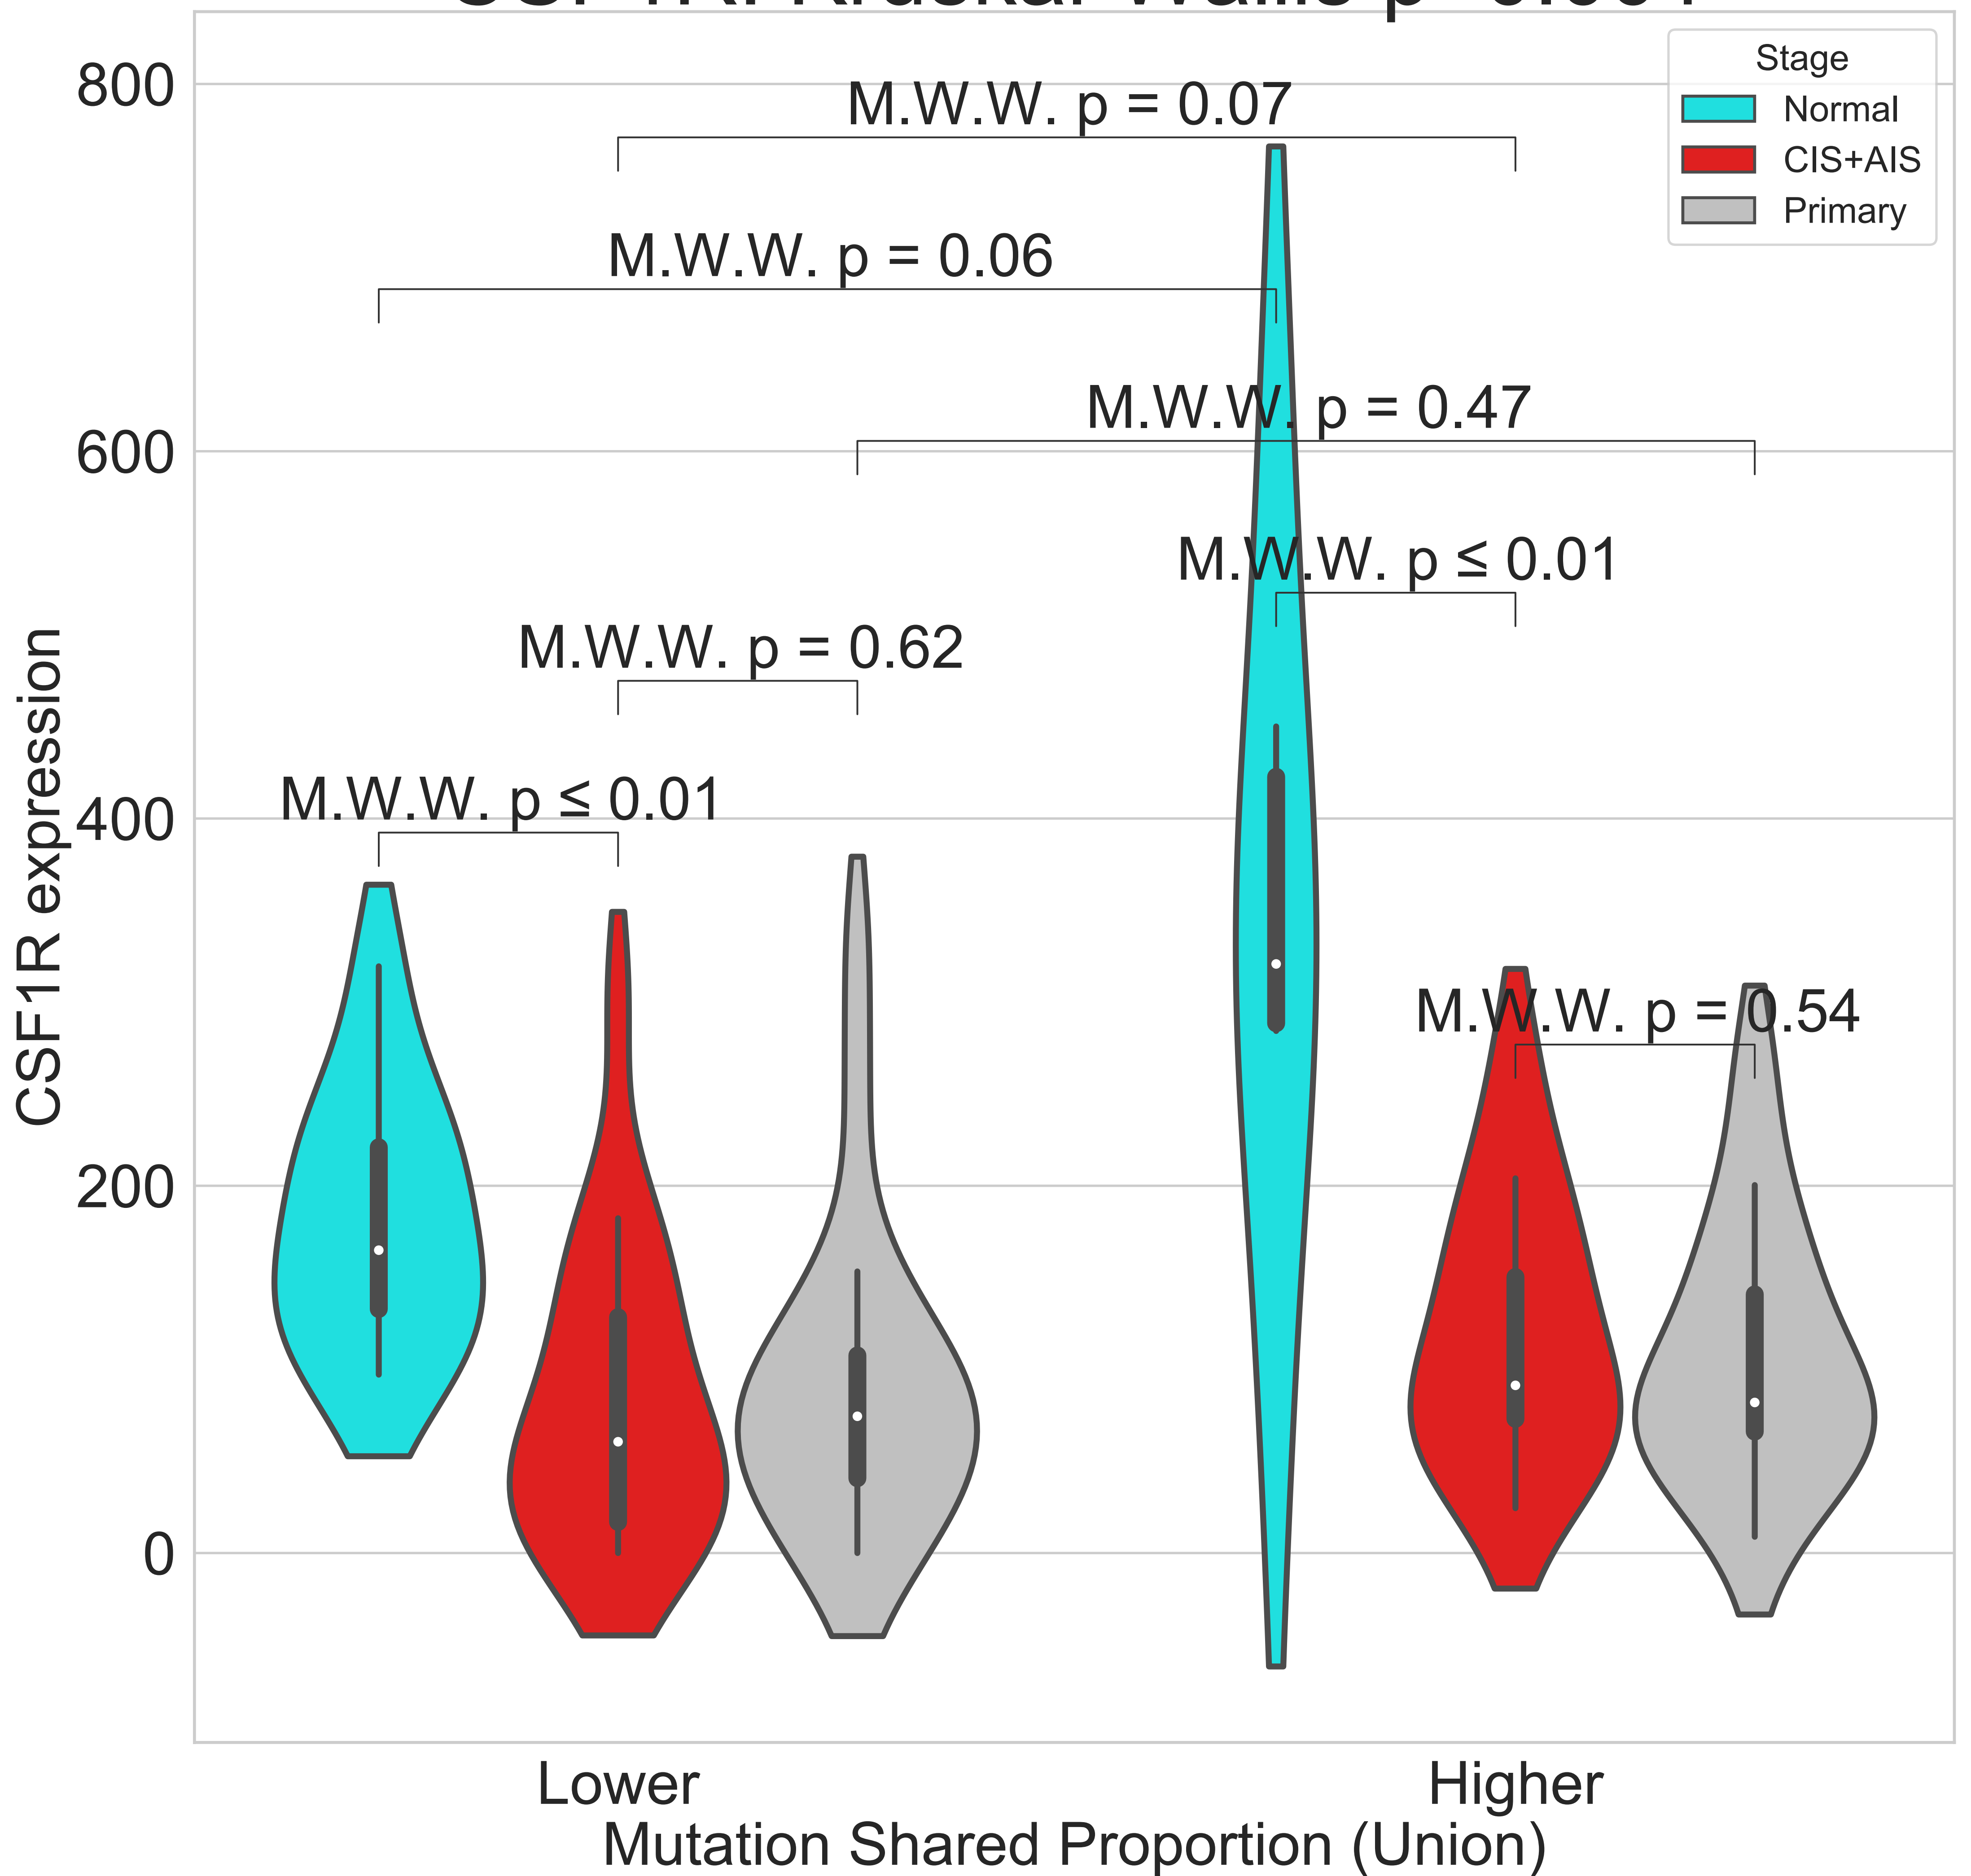 800
600
400
200
0
CSF1R expression
Stage
Normal
CIS+AIS
Primary
M.W.W. p = 0.07
M.W.W. p = 0.06
M.W.W. p = 0.47
M.W.W. p ≤ 0.01
M.W.W. p = 0.62
M.W.W. p ≤ 0.01
M.W.W. p = 0.54
Lower
Higher
Mutation Shared Proportion (Union)